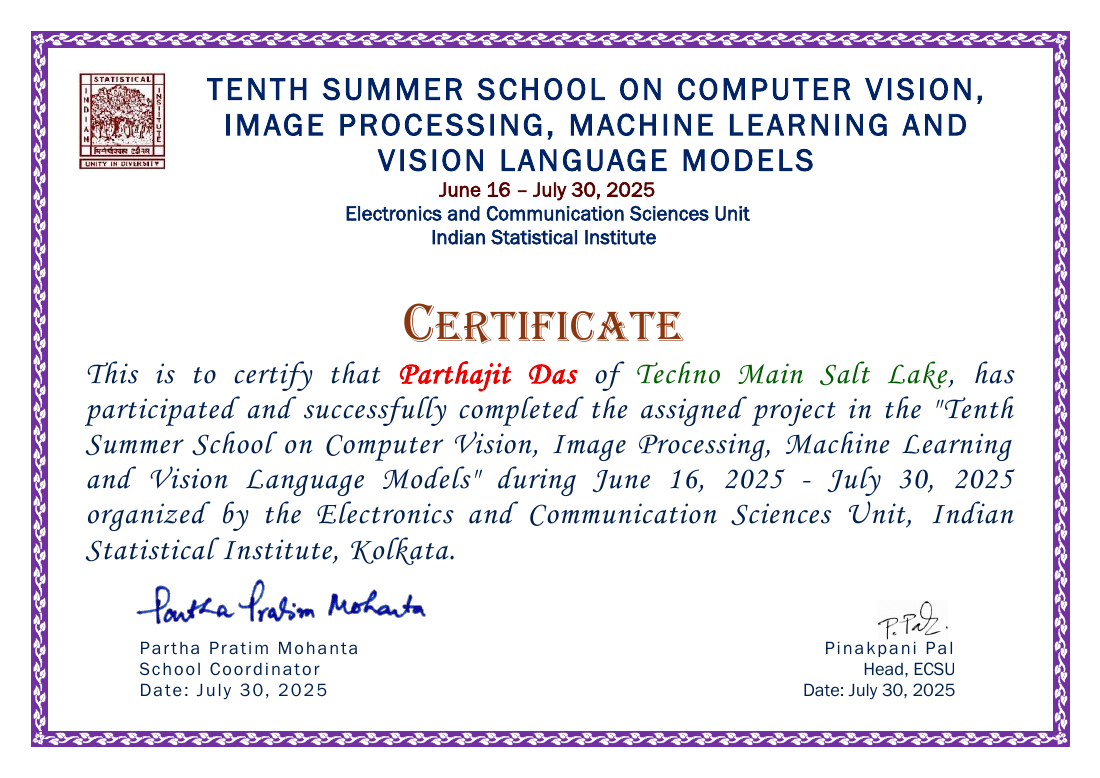 STATISTICAL
INDIAN
INSTITUTE
UNITY IN DIVERSITY
TENTH SUMMER SCHOOL ON COMPUTER VISION,
IMAGE PROCESSING, MACHINE LEARNING AND
VISION LANGUAGE MODELS
June 16 – July 30, 2025
Electronics and Communication Sciences Unit
Indian Statistical Institute
CERTIFICATE
This is to certify that Parthajit Das of Techno Main Salt Lake, has
participated and successfully completed the assigned project in the "Tenth
Summer School on Computer Vision, Image Processing, Machine Learning
and Vision Language Models" during June 16, 2025 - July 30, 2025
organized by the Electronics and Communication Sciences Unit, Indian
Statistical Institute, Kolkata.
Partha Pratim Mohanta
P. Pal.
Partha Pratim Mohanta
School Coordinator
Date: July 30, 2025
Pinakpani Pal
Head, ECSU
Date: July 30, 2025